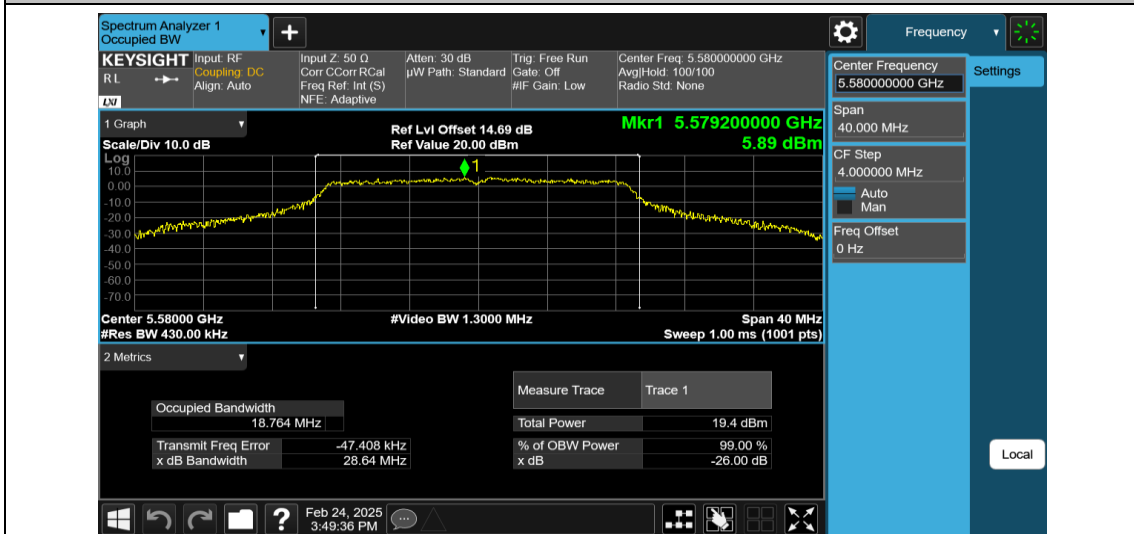 Spectrum Analyzer 1
Occupied BW
Frequency
KEYSIGHT
R L
LXI
Input: RF
Coupling: DC
Align: Auto
Input Z: 50 Ω
Corr CCorr RCal
Freq Ref: Int (S)
NFE: Adaptive
Atten: 30 dB
µW Path: Standard
Trig: Free Run
Gate: Off
#IF Gain: Low
Center Freq: 5.580000000 GHz
Avg|Hold: 100/100
Radio Std: None
Center Frequency
5.580000000 GHz
Settings
Span
40.000 MHz
CF Step
4.000000 MHz
Auto
Man
Freq Offset
0 Hz
Local
1 Graph
Scale/Div 10.0 dB
Ref Lvl Offset 14.69 dB
Ref Value 20.00 dBm
Mkr1 5.579200000 GHz
5.89 dBm
Log
10.0
0.00
-10.0
-20.0
-30.0
-40.0
-50.0
-60.0
-70.0
1
Center 5.58000 GHz
#Video BW 1.3000 MHz
Span 40 MHz
#Res BW 430.00 kHz
Sweep 1.00 ms (1001 pts)
2 Metrics
Measure Trace Trace 1
Occupied Bandwidth
18.764 MHz
Total Power 19.4 dBm
Transmit Freq Error -47.408 kHz
% of OBW Power 99.00 %
x dB Bandwidth 28.64 MHz
x dB -26.00 dB
?
Feb 24, 2025
3:49:36 PM